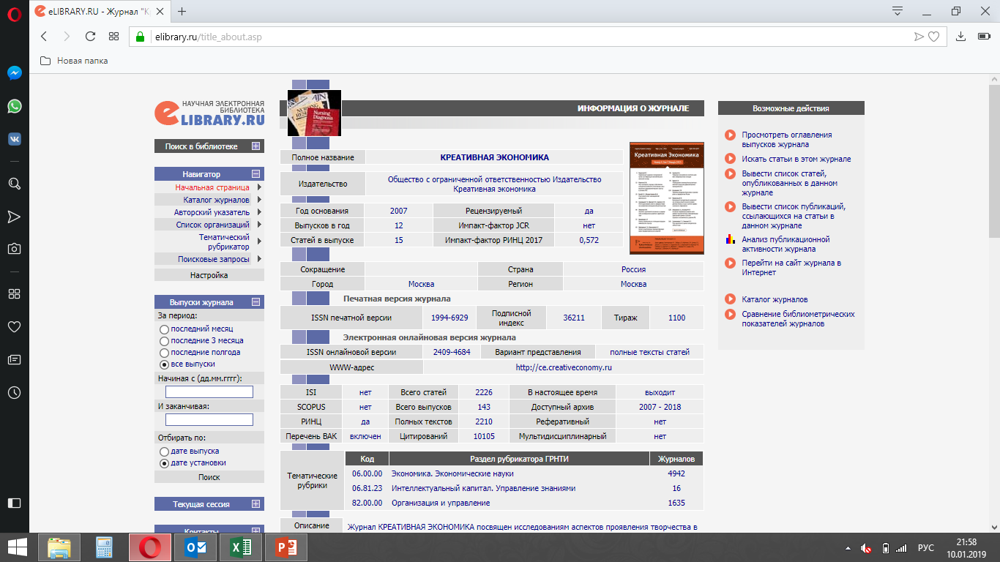 eLIBRARY.RU - Журнал "К
elibrary.ru/title_about.asp
Новая папка
НАУЧНАЯ ЭЛЕКТРОННАЯ
БИБЛИОТЕКА
eLIBRARY.RU
Поиск в библиотеке
Навигатор
Начальная страница
Каталог журналов
Авторский указатель
Список организаций
Тематический
рубрикатор
Поисковые запросы
Настройка
Выпуски журнала
За период:
последний месяц
последние 3 месяца
последние полгода
все выпуски
Начиная с (дд.мм.гггг):
И заканчивая:
Отбирать по:
дате выпуска
дате установки
Поиск
Текущая сессия
Контакты
Nursing
Diagnosis
ИНФОРМАЦИЯ О ЖУРНАЛЕ
Полное название КРЕАТИВНАЯ ЭКОНОМИКА
Издательство Общество с ограниченной ответственностью Издательство
Креативная экономика
Год основания 2007 Рецензируемый да
Выпусков в год 12 Импакт-фактор JCR нет
Статей в выпуске 15 Импакт-фактор РИНЦ 2017 0,572
Креативная Экономика
Сокращение Страна Россия
Город Москва Регион Москва
Печатная версия журнала
ISSN печатной версии 1994-6929 Подписной
индекс 36211 Тираж 1100
Электронная онлайновая версия журнала
ISSN онлайновой версии 2409-4684 Вариант представления полные тексты статей
WWW-адрес http://ce.creativeconomy.ru
ISI нет Всего статей 2226 В настоящее время выходит
SCOPUS нет Всего выпусков 143 Доступный архив 2007 - 2018
РИНЦ да Полных текстов 2210 Реферативный нет
Перечень ВАК включен Цитирований 10105 Мультидисциплинарный нет
Тематические
рубрики
Код Раздел рубрикатора ГРНТИ Журналов
06.00.00 Экономика. Экономические науки 4942
06.81.23 Интеллектуальный капитал. Управление знаниями 16
82.00.00 Организация и управление 1635
Описание Журнал КРЕАТИВНАЯ ЭКОНОМИКА посвящен исследованиям аспектов проявления творчества в
Возможные действия
Просмотреть оглавления
выпусков журнала
Искать статьи в этом журнале
Вывести список статей,
опубликованных в данном
журнале
Вывести список публикаций,
ссылающихся на статьи в
данном журнале
Анализ публикационной
активности журнала
Перейти на сайт журнала в
Интернет
Каталог журналов
Сравнение библиометрических
показателей журналов
РУС
21:58
10.01.2019